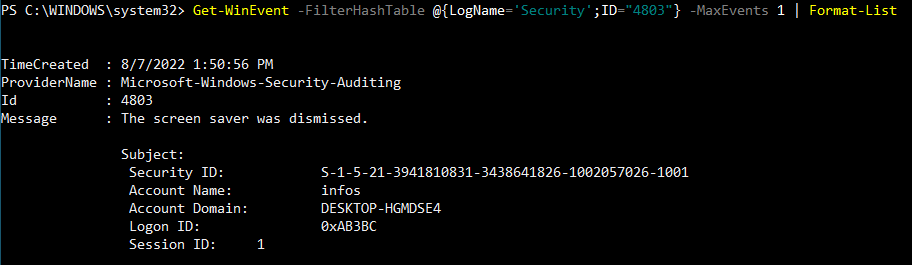 PS C:\WINDOWS\system32> Get-WinEvent -FilterHashTable @{LogName='Security';ID="4803"} -MaxEvents 1 | Format-List
TimeCreated  : 8/7/2022 1:50:56 PM
ProviderName : Microsoft-Windows-Security-Auditing
Id           : 4803
Message      : The screen saver was dismissed.
Subject:
Security ID: S-1-5-21-3941810831-3438641826-1002057026-1001
Account Name: infos
Account Domain: DESKTOP-HGMDSE4
Logon ID: 0xAB3BC
Session ID: 1